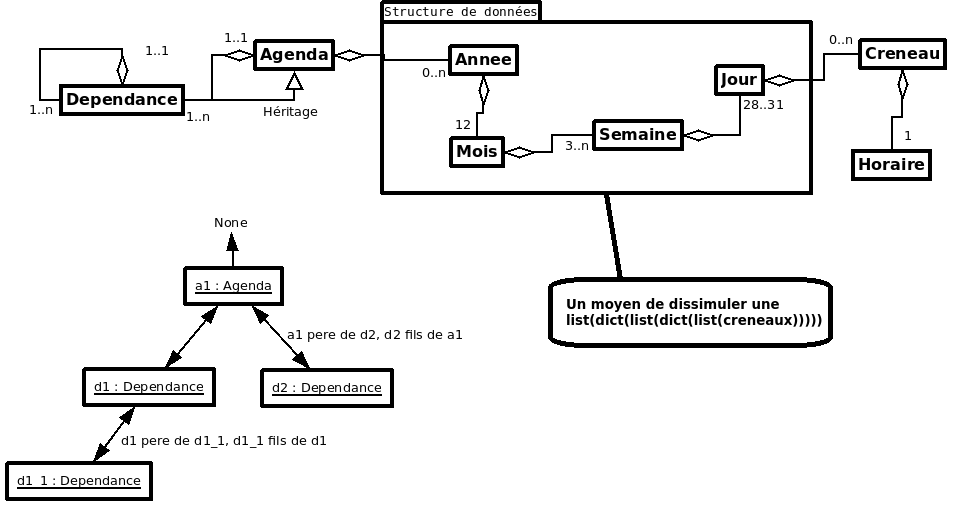 Structure de données
1..1
1..1
Agenda
0..n
Annee
Jour
28..31
0..n
Creneau
1..n
Dependance
1..n
Héritage
12
Mois
3..n
Semaine
1
Horaire
None
a1 : Agenda
a1 pere de d2, d2 fils de a1
d1 : Dependance
d2 : Dependance
d1 pere de d1_1, d1_1 fils de d1
d1_1 : Dependance
Un moyen de dissimuler une
list(dict(list(dict(list(creneaux)))))